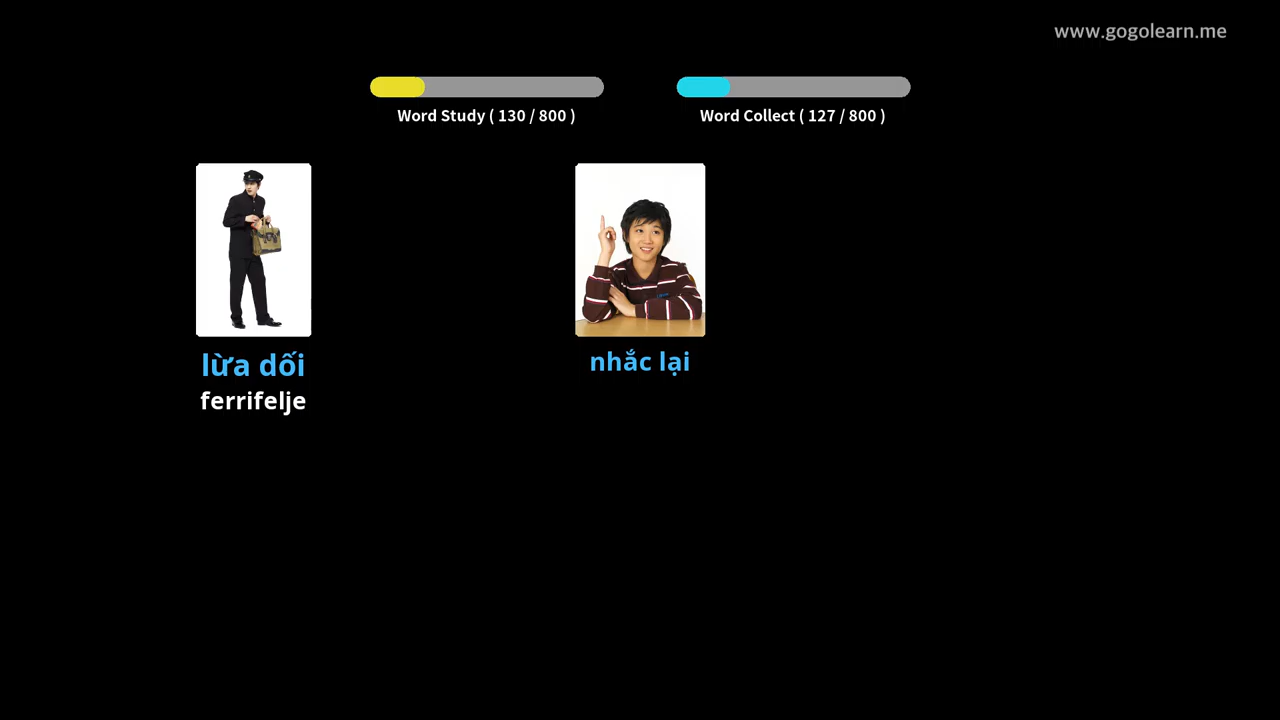 www.gogolearn.me
Word Study ( 130 / 800 )
Word Collect ( 127 / 800 )
lừa dối
ferrifelje
nhắc lại